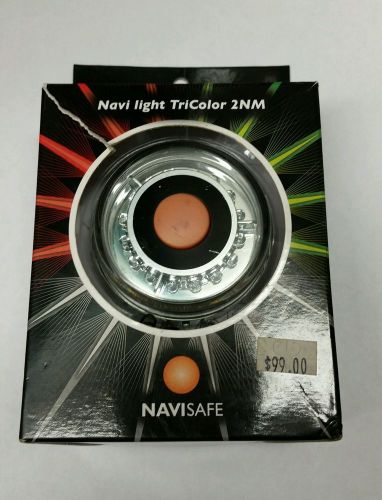 Navi light TriColor 2NM
$99.00
NAVISAFE